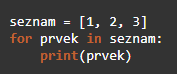 seznam = [1, 2, 3]
for prvek in seznam:
    print(prvek)